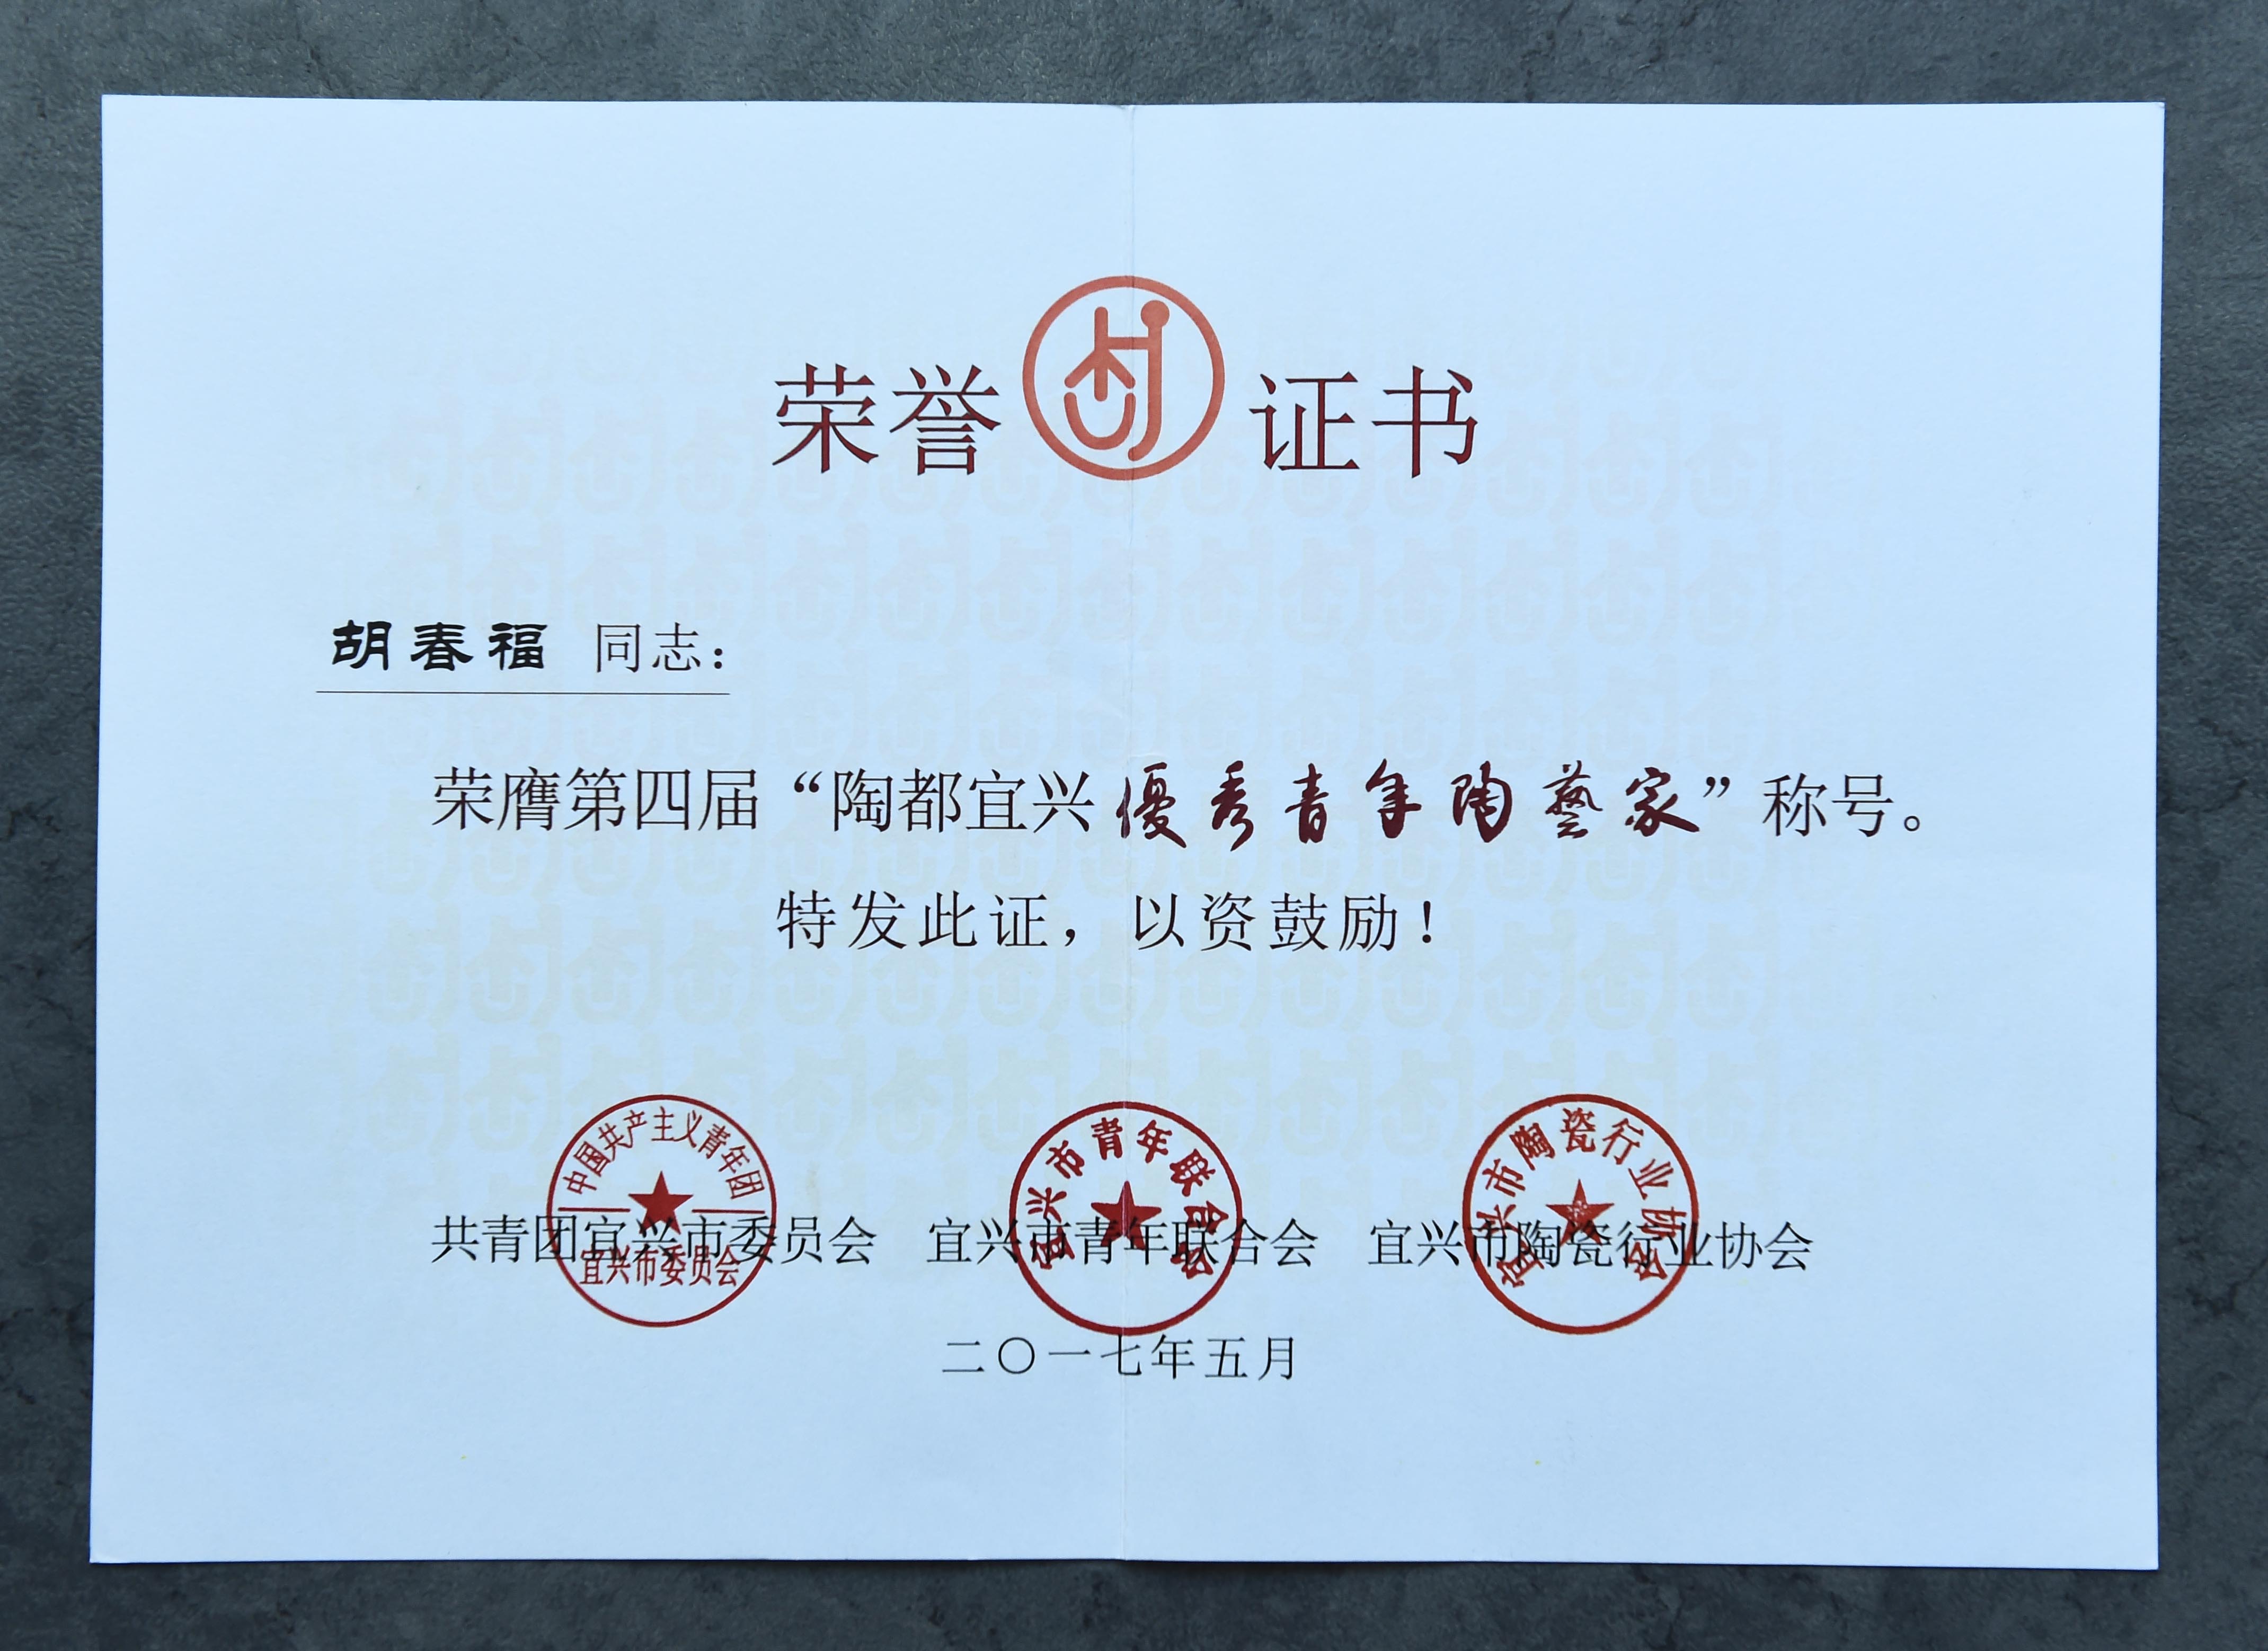 荣誉 证书
胡春福 同志：
荣膺第四届“陶都宜兴優秀青年陶藝家”称号。
特发此证，以资鼓励！
中国共产主义青年团
宜兴市委员会
宜兴市青年联合会
宜兴市陶瓷行业协会
共青团宜兴市委员会 宜兴市青年联合会 宜兴市陶瓷行业协会
二〇一七年五月